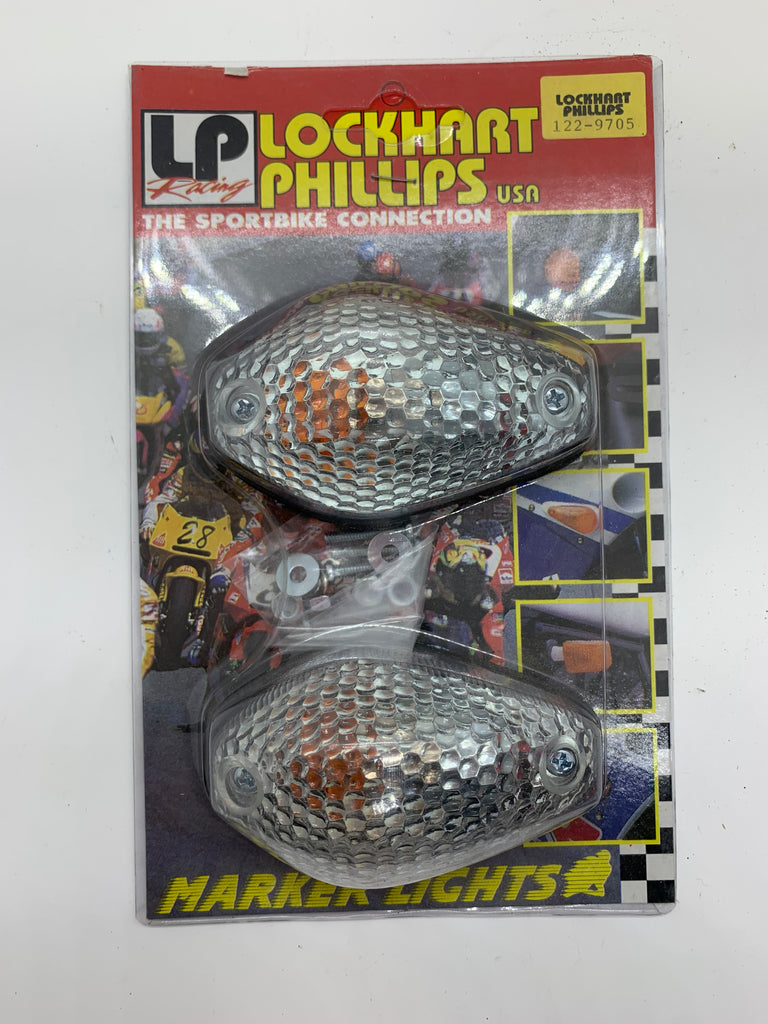 LP
Racing
LOCKHART
PHILLIPS USA
THE SPORTBIKE CONNECTION
LOCKHART
PHILLIPS
122-9705
28
MARKER LIGHTS